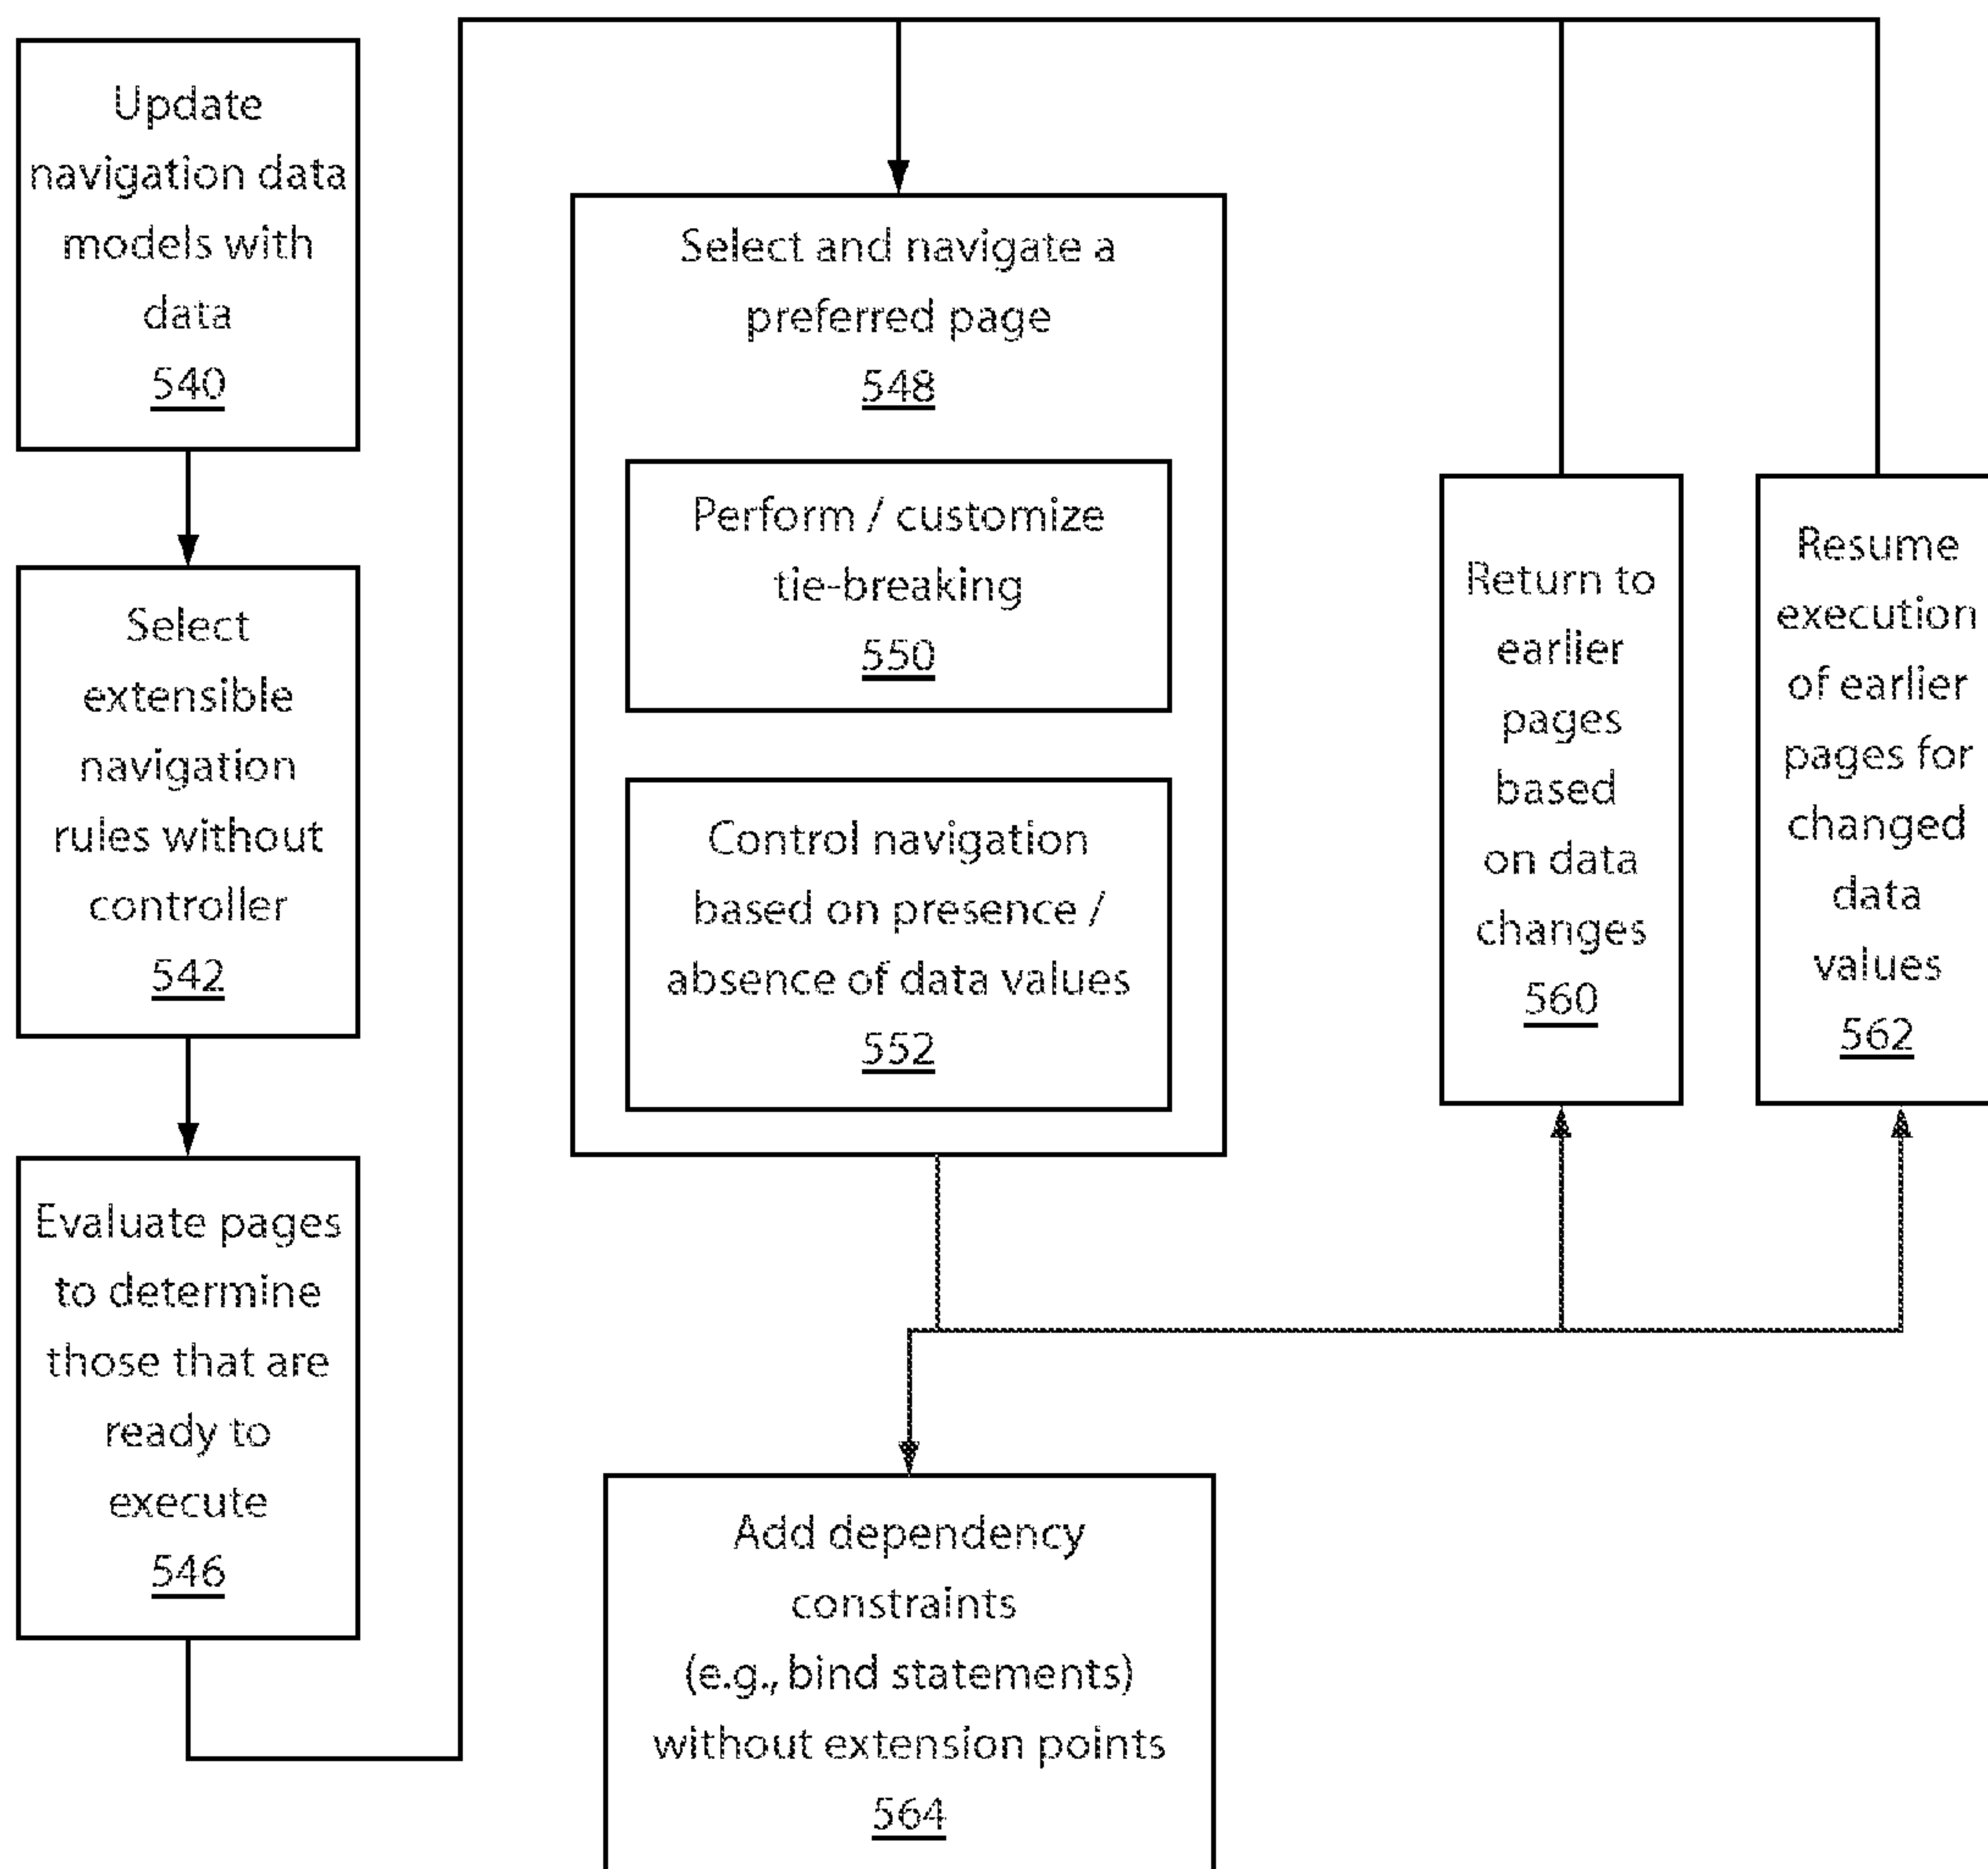 Update
navigation data
models with
data
540
Select
extensible
navigation
rules without
controller
542
Evaluate pages
to determine
those that are
ready to
execute
546
Select and navigate a
preferred page
548
Perform / customize
tie-breaking
550
Control navigation
based on presence /
absence of data values
552
Return to
earlier
pages
based
on data
changes
560
Resume
execution
of earlier
pages for
changed
data
values
562
Add dependency
constraints
(e.g., bind statements)
without extension points
564